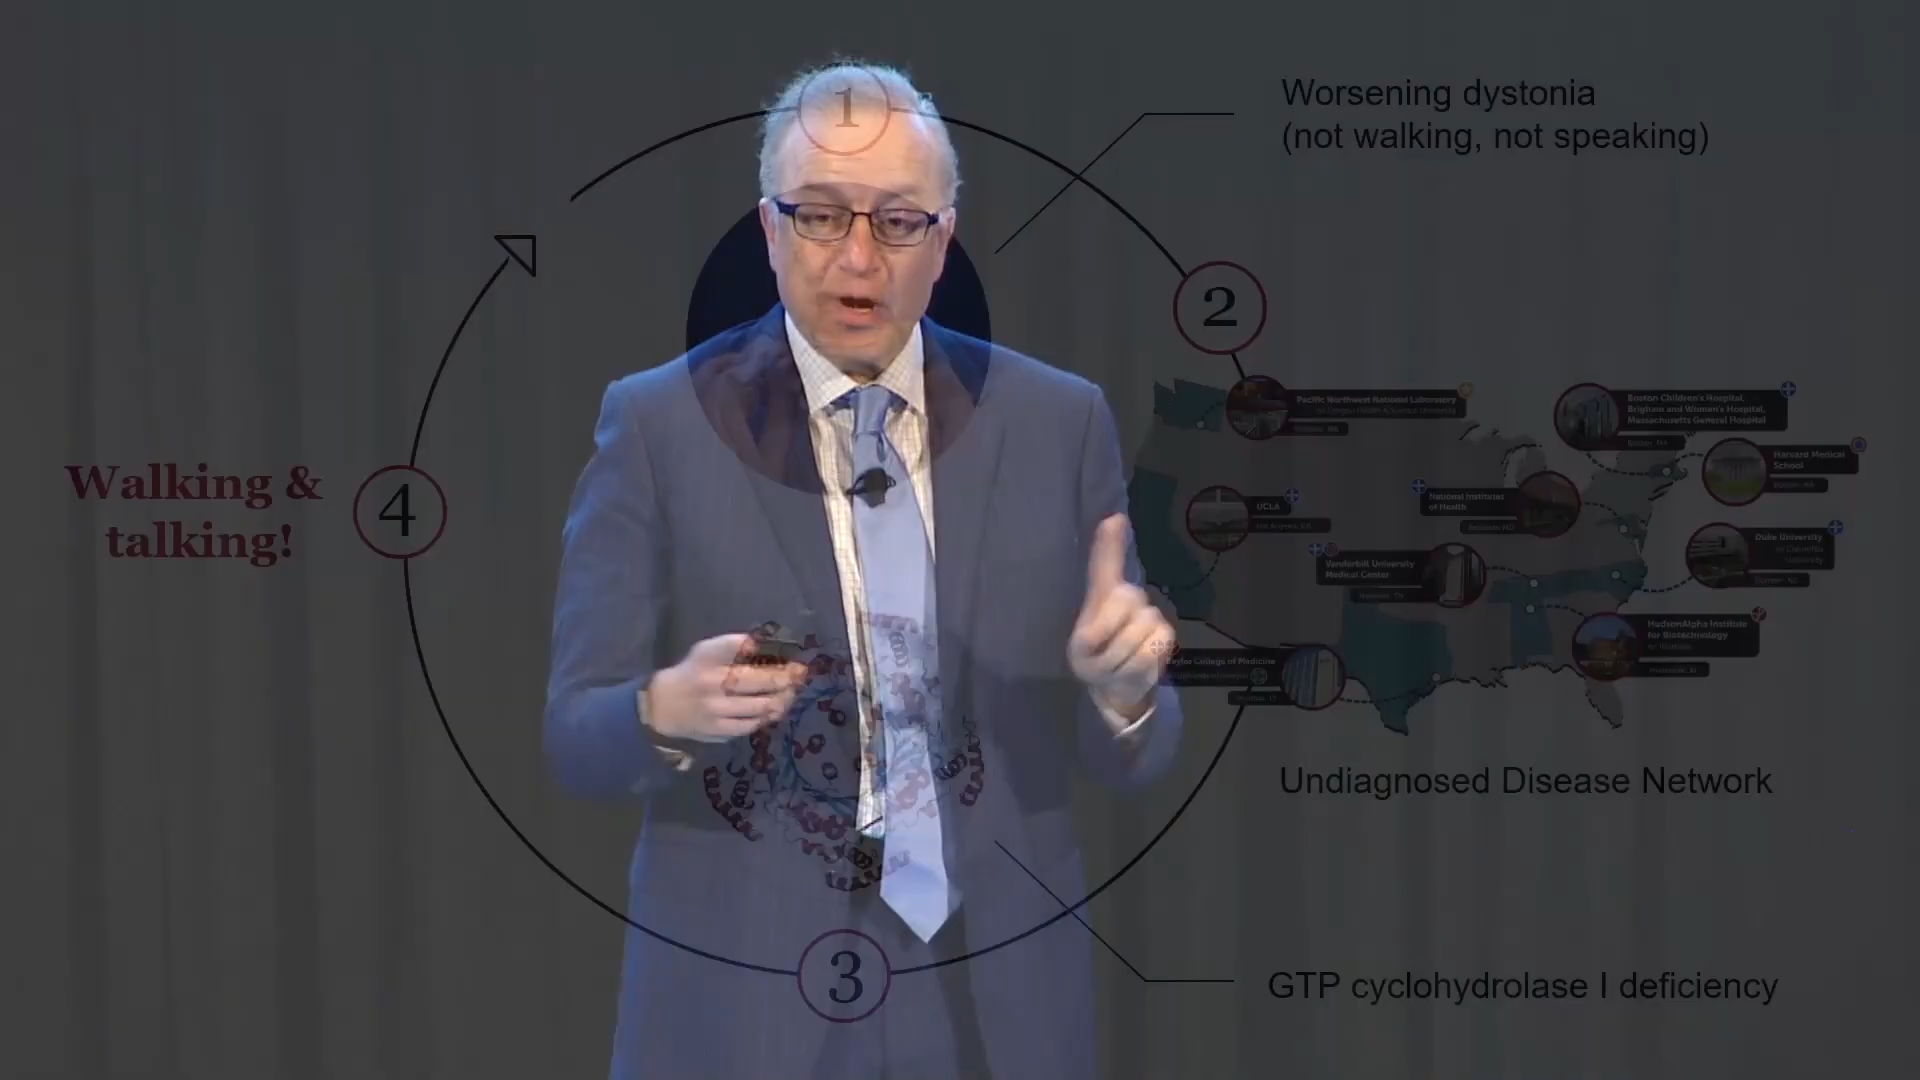 1
Worsening dystonia
(not walking, not speaking)
2
Pacific Northwest National Laboratory
Boston Children's Hospital,
Brigham and Women's Hospital,
Massachusetts General Hospital
Harvard Medical
School
UCLA
National Institutes
of Health
Duke University
Vanderbilt University
Medical Center
HudsonAlpha Institute
for Biotechnology
Baylor College of Medicine
Walking &
talking!
4
Undiagnosed Disease Network
3
GTP cyclohydrolase I deficiency